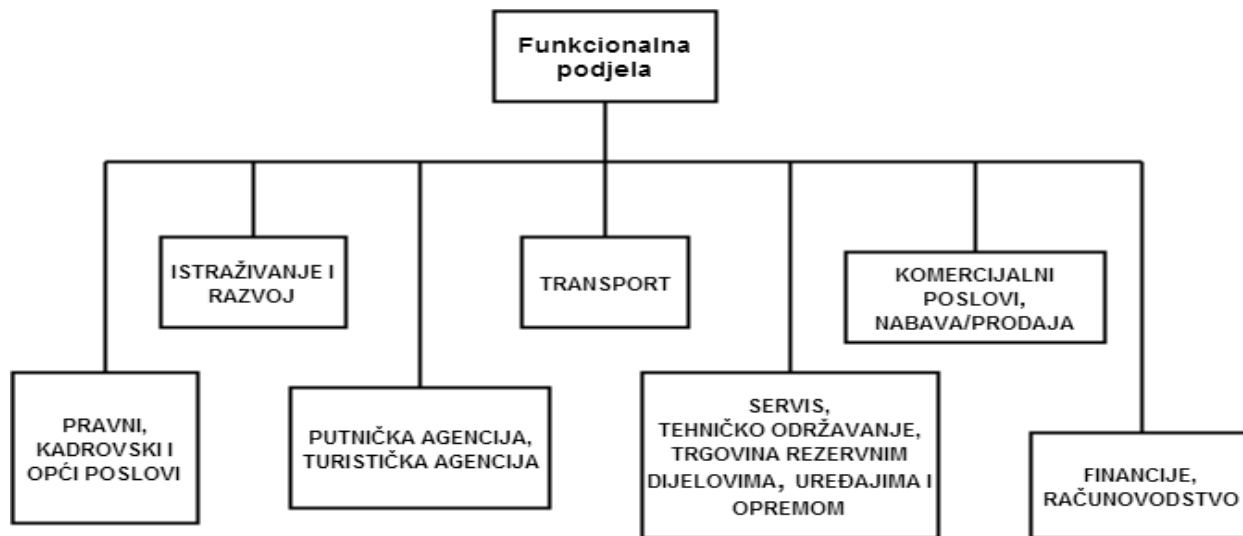 Funkcionalna
podjela
ISTRAŽIVANJE I
RAZVOJ
TRANSPORT
KOMERCIJALNI
POSLOVI,
NABAVA/PRODAJA
PRAVNI,
KADROVSKI I
OPĆI POSLOVI
PUTNIČKA AGENCIJA,
TURISTIČKA AGENCIJA
SERVIS,
TEHNIČKO ODRŽAVANJE,
TRGOVINA REZERVNIM
DIJELOVIMA, UREĐAJIMA I
OPREMOM
FINANCIJE,
RAČUNOVODSTVO